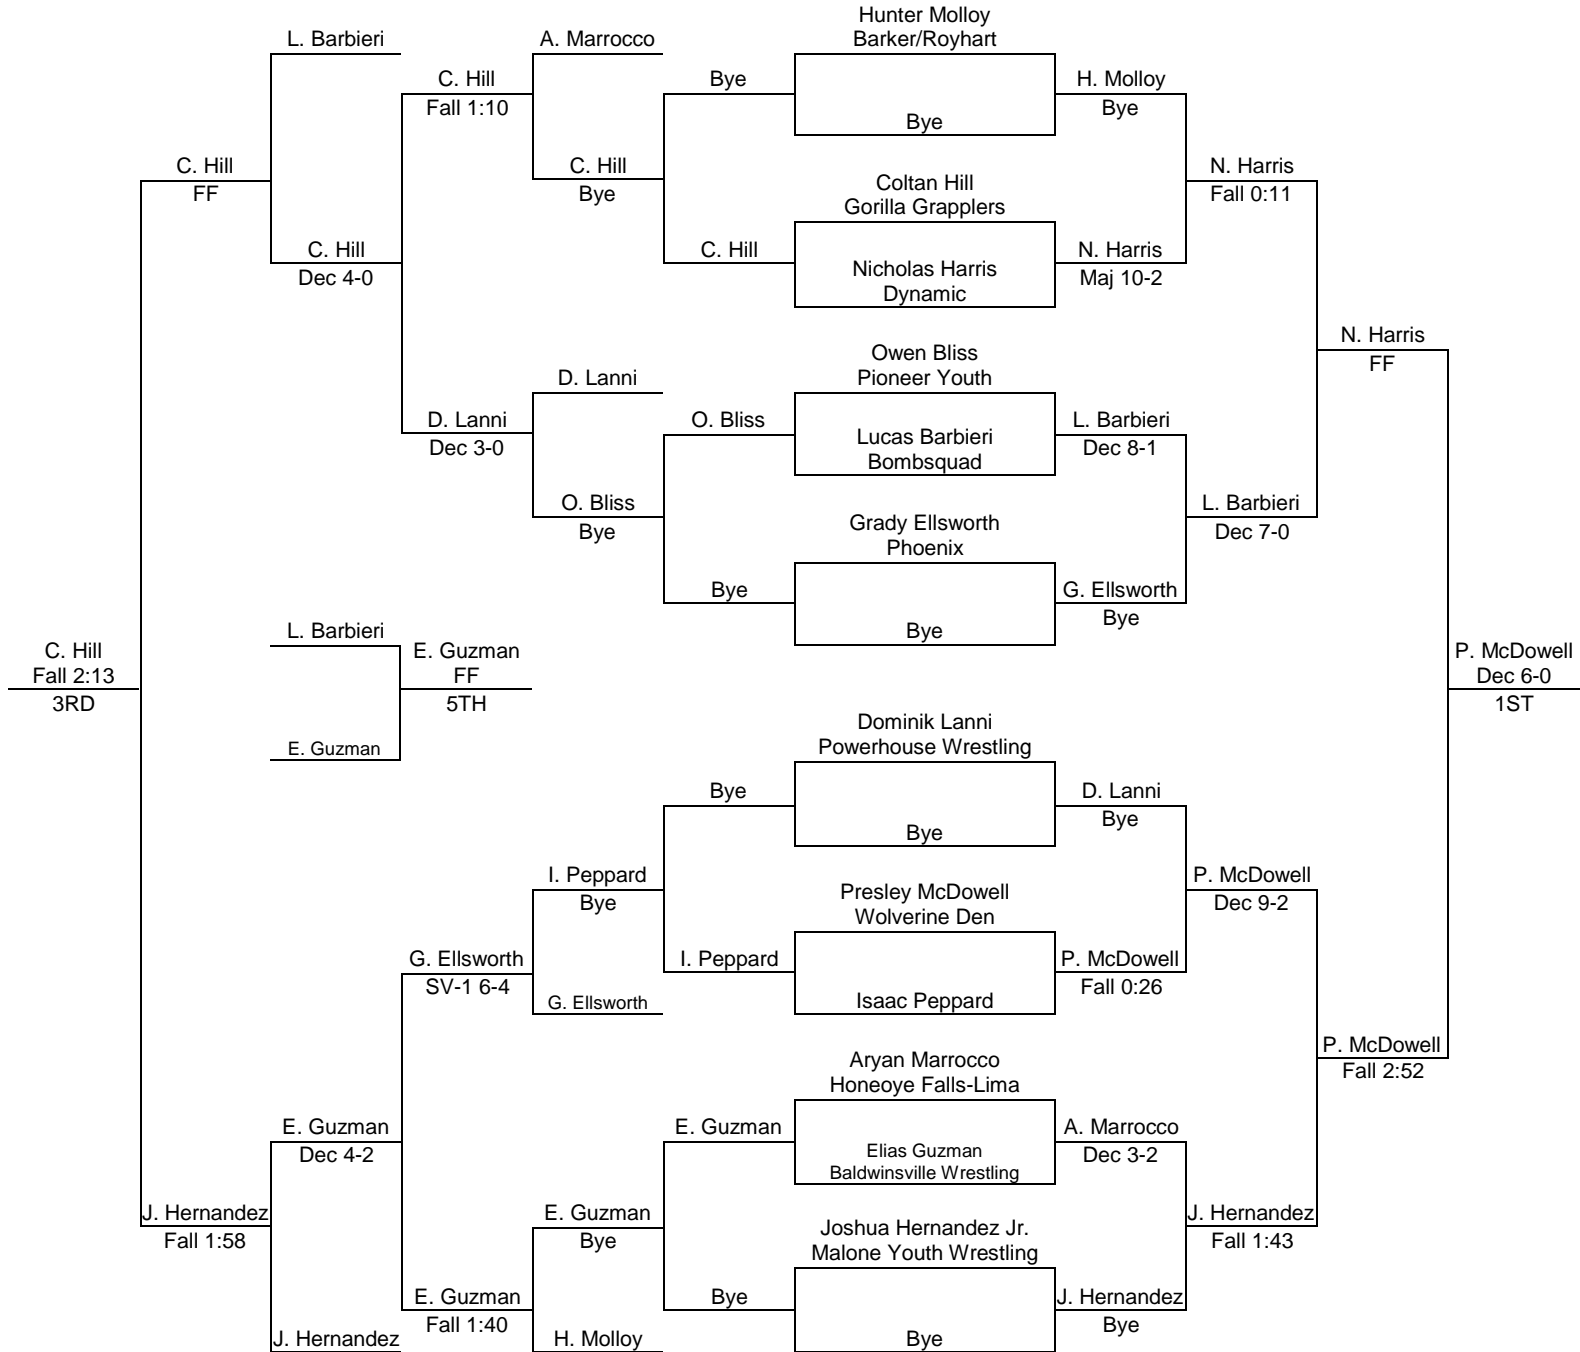 Hunter Molloy
Barker/Royhart
L. Barbieri
A. Marrocco
C. Hill
Fall 1:10
Bye
H. Molloy
Bye
Bye
C. Hill
FF
C. Hill
Bye
Coltan Hill
Gorilla Grapplers
N. Harris
Fall 0:11
C. Hill
Dec 4-0
C. Hill
Nicholas Harris
Dynamic
N. Harris
Maj 10-2
N. Harris
FF
Owen Bliss
Pioneer Youth
D. Lanni
D. Lanni
Dec 3-0
O. Bliss
Lucas Barbieri
Bombsquad
L. Barbieri
Dec 8-1
O. Bliss
Bye
Grady Ellsworth
Phoenix
L. Barbieri
Dec 7-0
Bye
G. Ellsworth
Bye
Bye
L. Barbieri
C. Hill
Fall 2:13
3RD
E. Guzman
FF
5TH
P. McDowell
Dec 6-0
1ST
E. Guzman
Dominik Lanni
Powerhouse Wrestling
Bye
D. Lanni
Bye
Bye
I. Peppard
Bye
Presley McDowell
Wolverine Den
P. McDowell
Dec 9-2
G. Ellsworth
SV-1 6-4
I. Peppard
P. McDowell
Fall 0:26
G. Ellsworth
Isaac Peppard
P. McDowell
Fall 2:52
Aryan Marrocco
Honeoye Falls-Lima
E. Guzman
Dec 4-2
E. Guzman
Elias Guzman
Baldwinsville Wrestling
A. Marrocco
Dec 3-2
J. Hernandez
Fall 1:58
E. Guzman
Bye
Joshua Hernandez Jr.
Malone Youth Wrestling
J. Hernandez
Fall 1:43
E. Guzman
Fall 1:40
Bye
J. Hernandez
Bye
J. Hernandez
H. Molloy
Bye